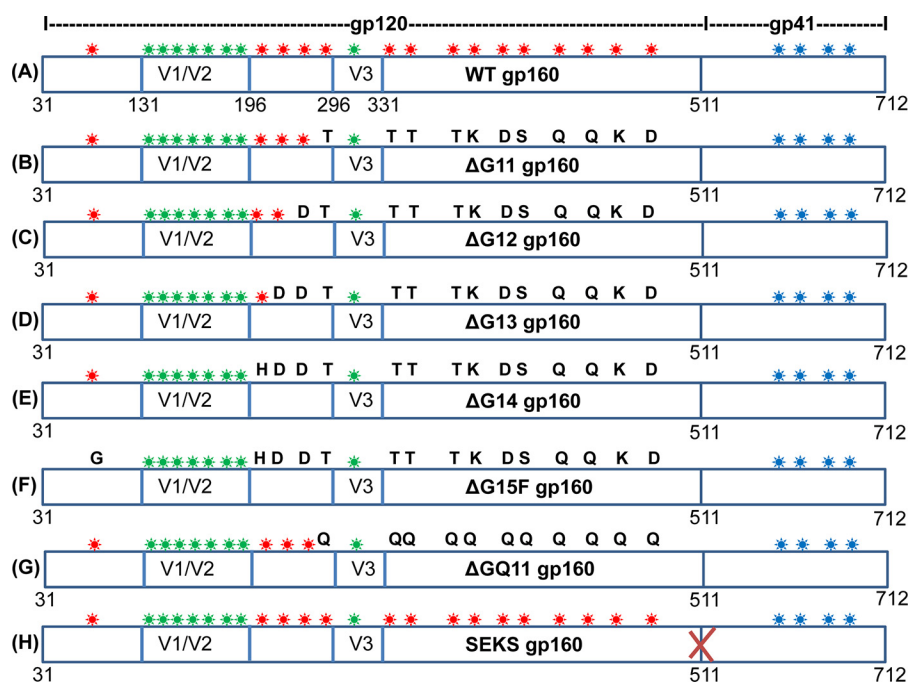 gp120 gp41
(A) V1/V2 V3 WT gp160
31 131 196 296 331 511 712
T T T T K D S Q Q K D
(B) V1/V2 V3 ΔG11 gp160
31 511 712
D T T T T K D S Q Q K D
(C) V1/V2 V3 ΔG12 gp160
31 511 712
D D T T T T K D S Q Q K D
(D) V1/V2 V3 ΔG13 gp160
31 511 712
H D D T T T T K D S Q Q K D
(E) V1/V2 V3 ΔG14 gp160
31 511 712
G H D D T T T T K D S Q Q K D
(F) V1/V2 V3 ΔG15F gp160
31 511 712
Q Q Q Q Q Q Q Q Q Q Q
(G) V1/V2 V3 ΔGQ11 gp160
31 511 712
(H) V1/V2 V3 SEKS gp160
31 511 712